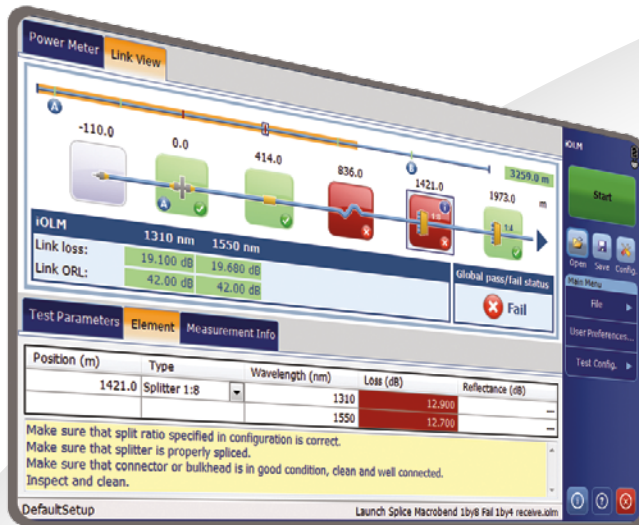 Power Meter
Link View
iOLM
A
B
3259.0 m
-110.0
0.0
414.0
836.0
1421.0
1973.0
m
Start
A
i
Open
Save
Config.
iOLM
1310 nm
1550 nm
Link loss:
19.100 dB
19.680 dB
Link ORL:
42.00 dB
42.00 dB
Global pass/fail status
Fail
Main Menu
File
User Preferences...
Test Config.
Test Parameters
Element
Measurement Info
Position (m)
Type
Wavelength (nm)
Loss (dB)
Reflectance (dB)
1421.0
Splitter 1:8
1310
12.900
---
1550
12.700
---
Make sure that split ratio specified in configuration is correct.
Make sure that splitter is properly spliced.
Make sure that connector or bulkhead is in good condition, clean and well connected.
Inspect and clean.
DefaultSetup
Launch Splice Macrobend 1by8 Fail 1by4 receive.iolm